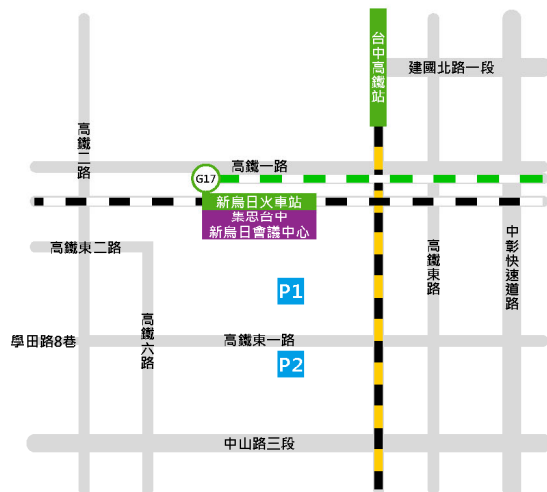 台中高鐵站
建國北路一段
高鐵二路
高鐵一路
G17
新烏日火車站
集思台中
新烏日會議中心
高鐵東二路
高鐵東路
中彰快速道路
P1
高鐵六路
學田路8巷
高鐵東一路
P2
中山路三段